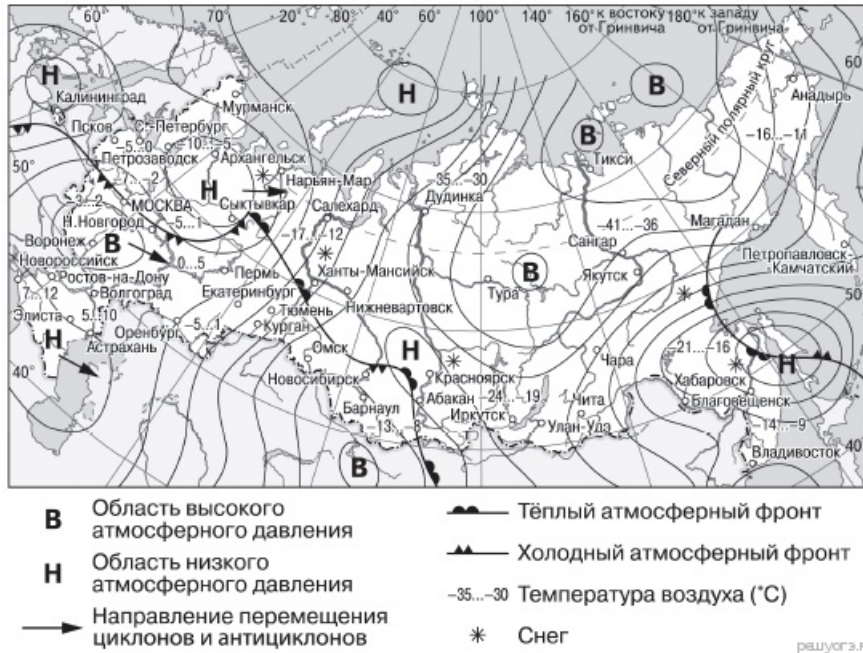 60° 70° 80° 20° 40° 60° 100° 140° 160° к востоку 180° к западу
от Гринвича от Гринвича
60°
Н
Калининград
Мурманск
Н
В
В
Северный полярный круг
Анадырь
Псков
С.-Петербург
-5...0
-10...-5
Петрозаводск
Архангельск
Тикси
-16...-11
50°
Нарьян-Мар
-35...-30
Дудинка
МОСКВА
Н
Сыктывкар
Салехард
-41...-36
Магадан
Н.Новгород
-5...1
-17...-12
Сангар
Воронеж
В
Петропавловск-
Камчатский
Новороссийск
0...5
Пермь
Ханты-Мансийск
Тура
В
Якутск
Ростов-на-Дону
Волгоград
Екатеринбург
Нижневартовск
50°
7...12
5...10
Тюмень
Элиста
Оренбург
-5...1
Курган
Н
Астрахань
Омск
Н
Чара
-21...-16
Н
40°
Новосибирск
Красноярск
Хабаровск
Абакан
-24...-19
Чита
Благовещенск
Барнаул
Иркутск
Улан-Удэ
-13...-8
-14...-9
40°
В
Владивосток
В Область высокого
атмосферного давления
Н Область низкого
атмосферного давления
Направление перемещения
циклонов и антициклонов
Тёплый атмосферный фронт
Холодный атмосферный фронт
-35...-30 Температура воздуха (°C)
Снег